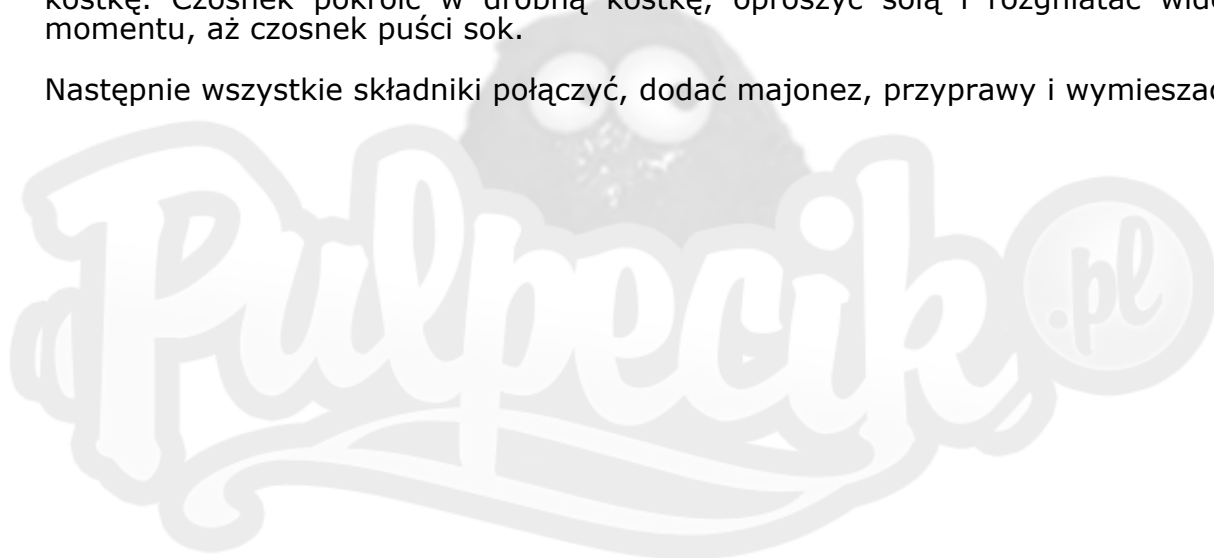 kostkę. Czosnek pokroić w drobną kostkę, oprószyć solą i rozgniatać
momentu, aż czosnek puści sok.
Następnie wszystkie składniki połączyć, dodać majonez, przyprawy i
Pulpecik
.pl